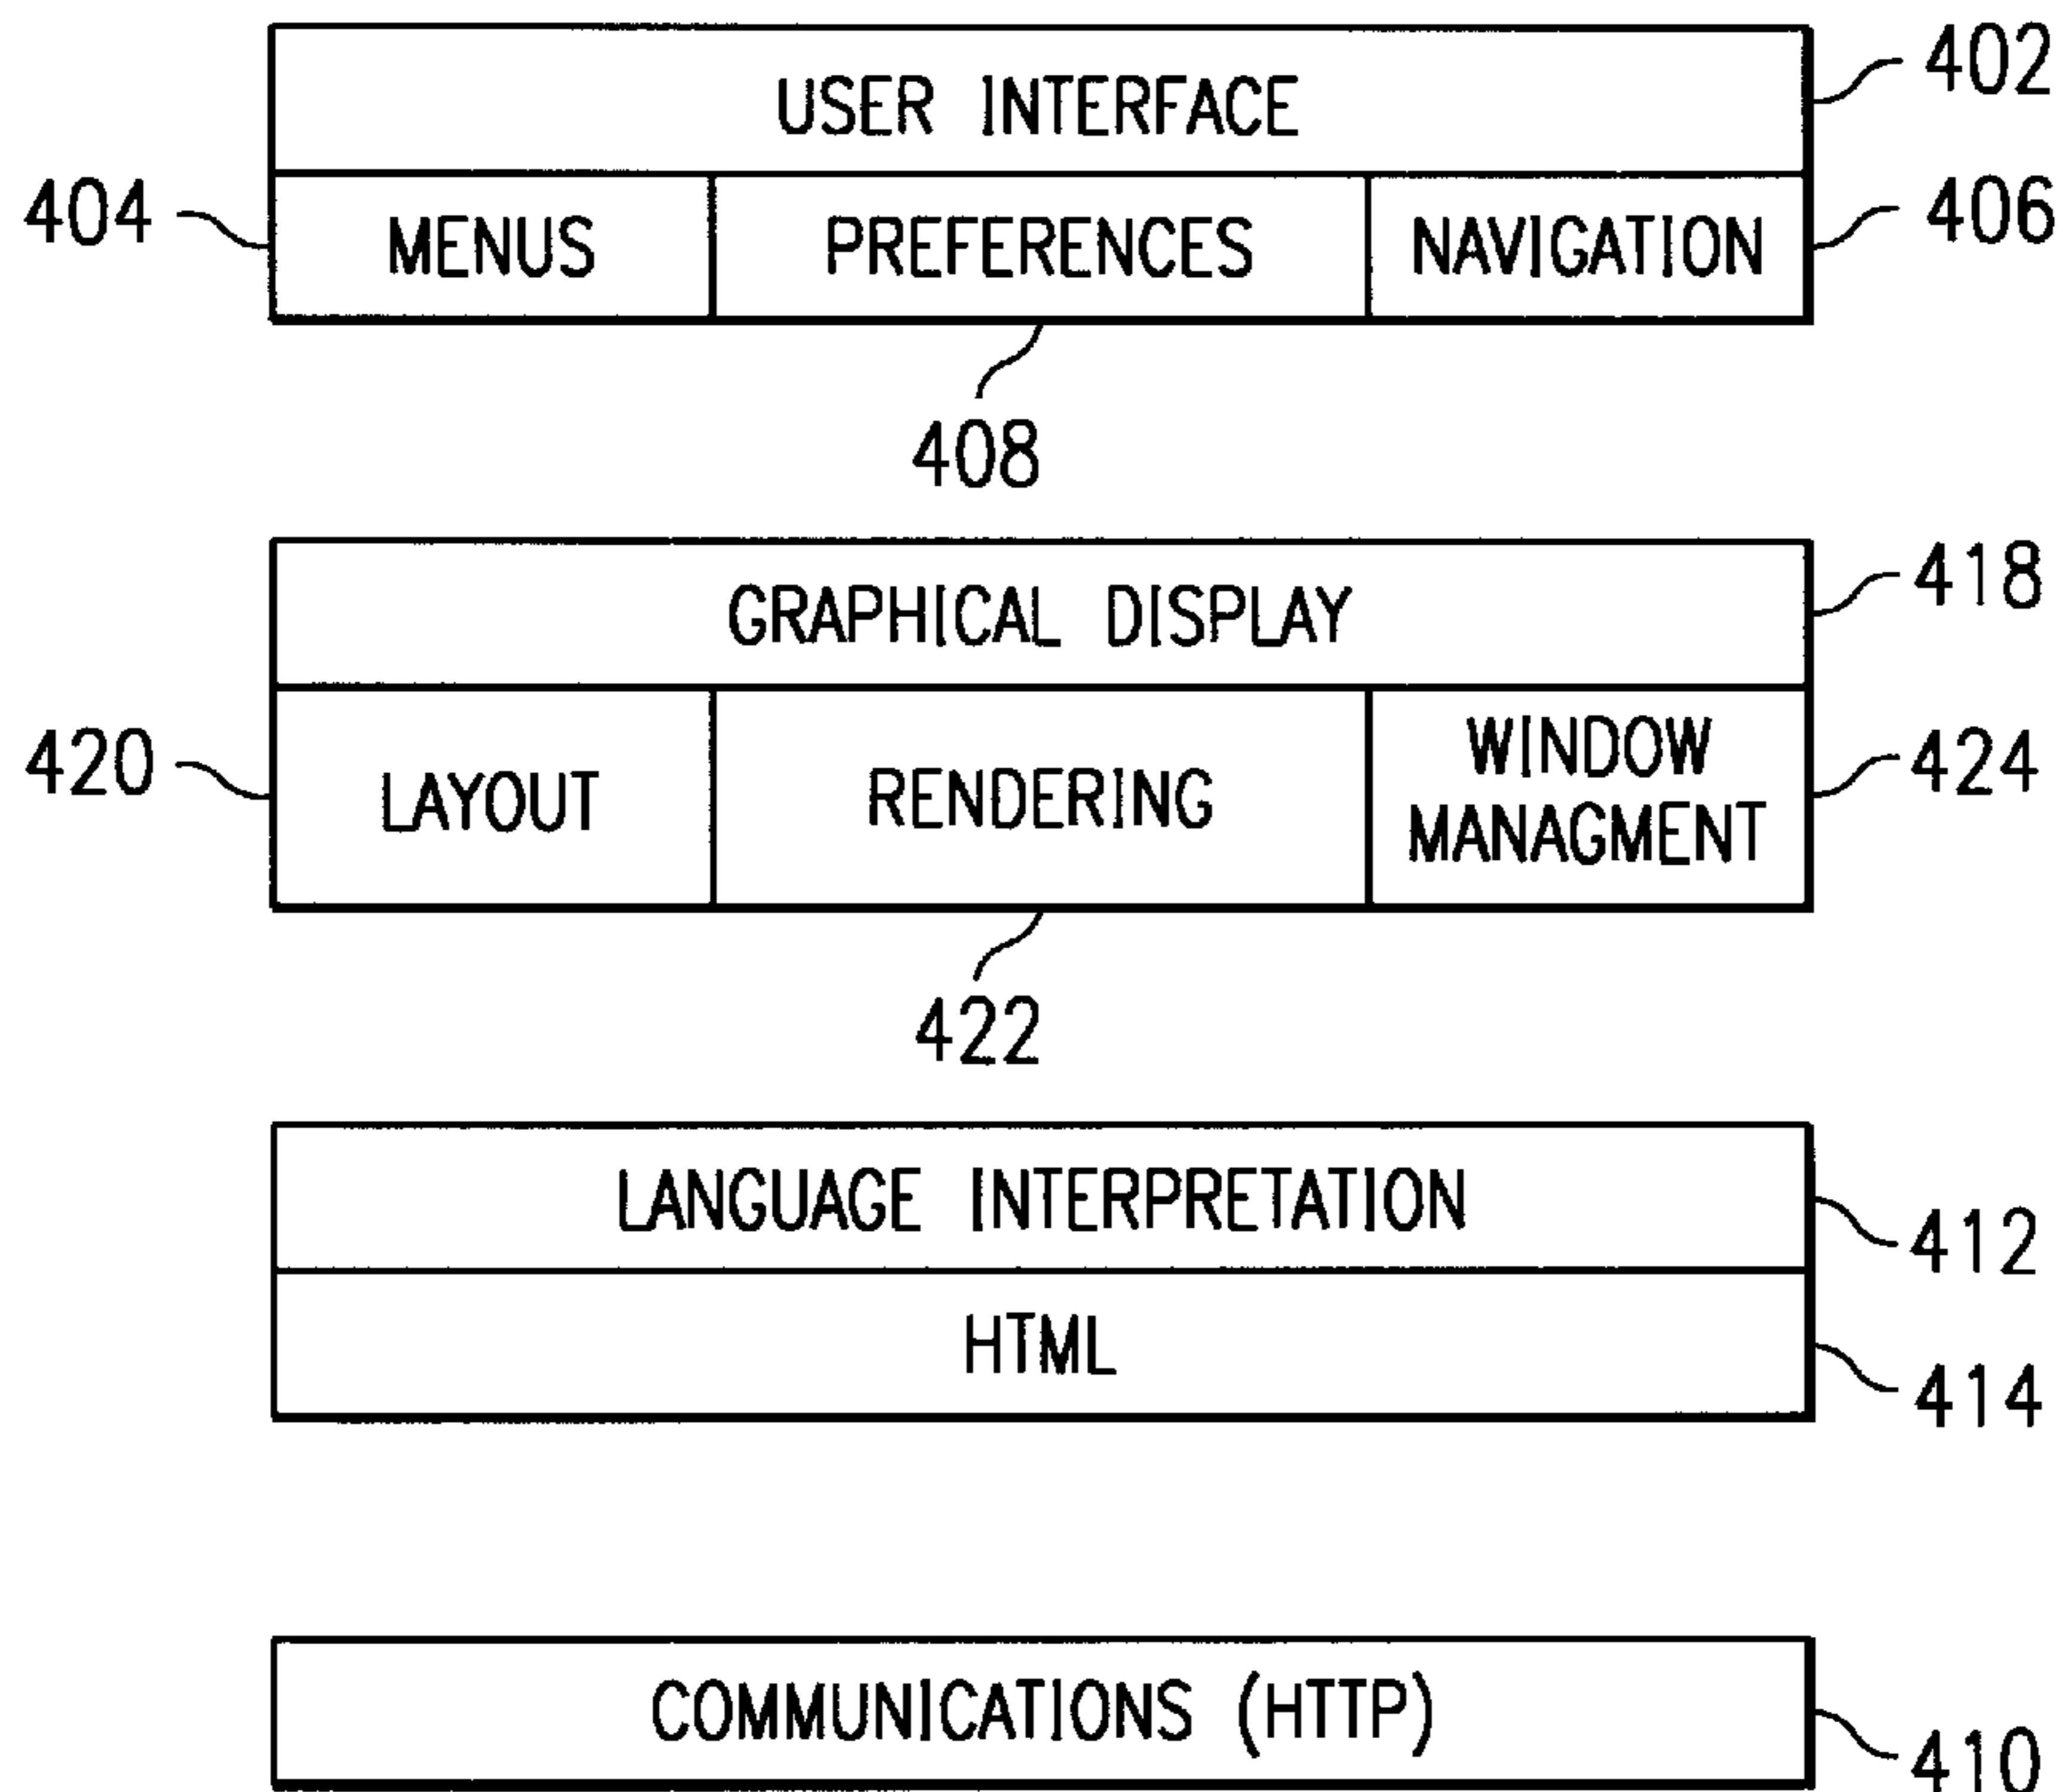 USER INTERFACE
402
404
MENUS
PREFERENCES
NAVIGATION
406
408
GRAPHICAL DISPLAY
418
420
LAYOUT
RENDERING
WINDOW
MANAGMENT
424
422
LANGUAGE INTERPRETATION
412
HTML
414
COMMUNICATIONS (HTTP)
410